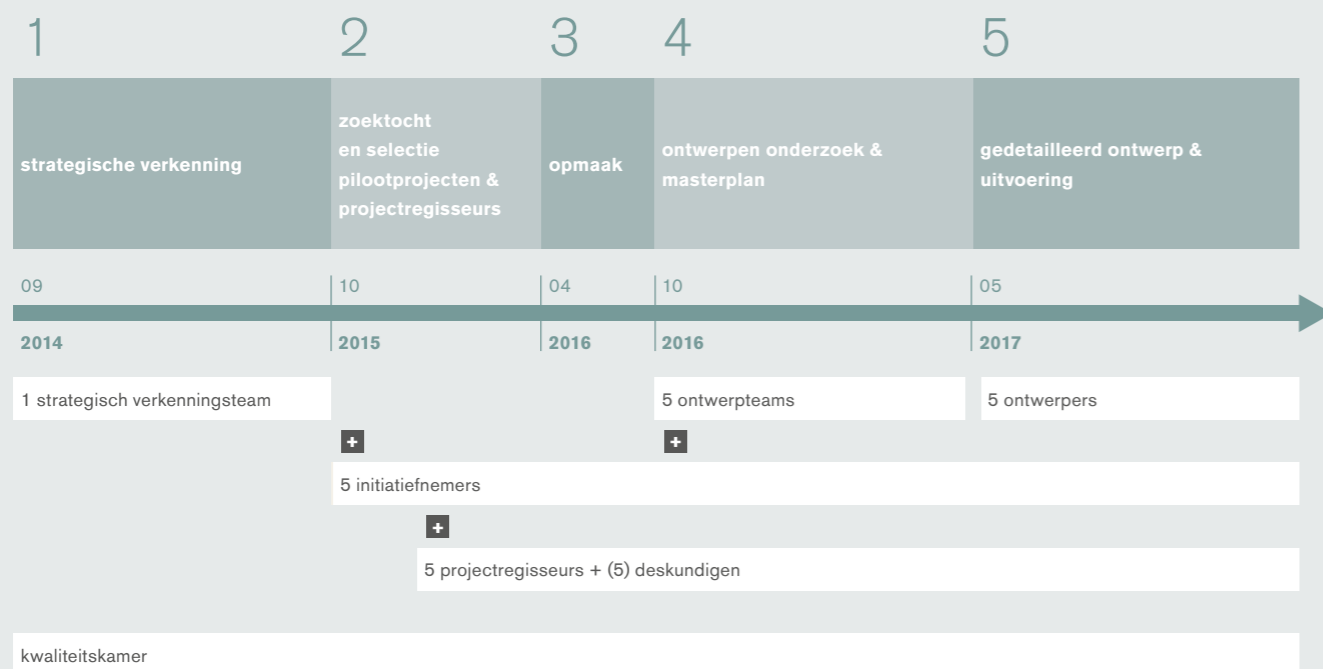 1 2 3 4 5
strategische verkenning
zoektocht
en selectie
pilootprojecten &
projectregisseurs
opmaak
ontwerpen onderzoek &
masterplan
gedetailleerd ontwerp &
uitvoering
09 10 04 10 05
2014 2015 2016 2016 2017
1 strategisch verkenningsteam
5 ontwerpteams
5 ontwerpers
+ +
5 initiatiefnemers
+
5 projectregisseurs + (5) deskundigen
kwaliteitskamer